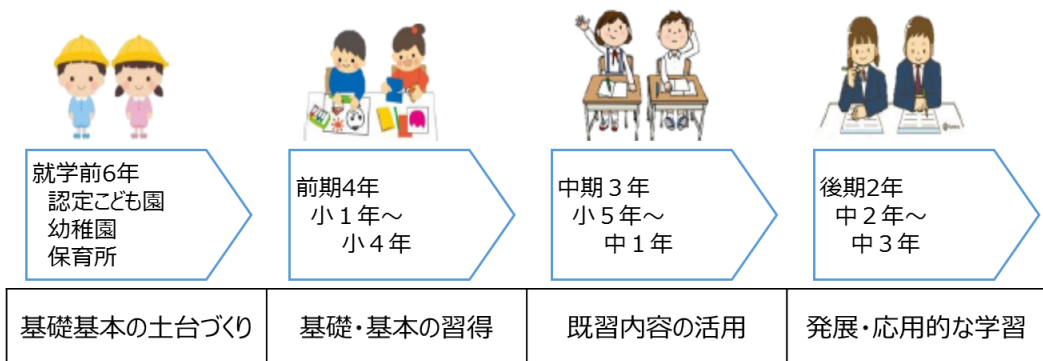 就学前6年
認定こども園
幼稚園
保育所
前期4年
小１年～
小４年
中期３年
小５年～
中１年
後期2年
中２年～
中３年
基礎基本の土台づくり
基礎・基本の習得
既習内容の活用
発展・応用的な学習